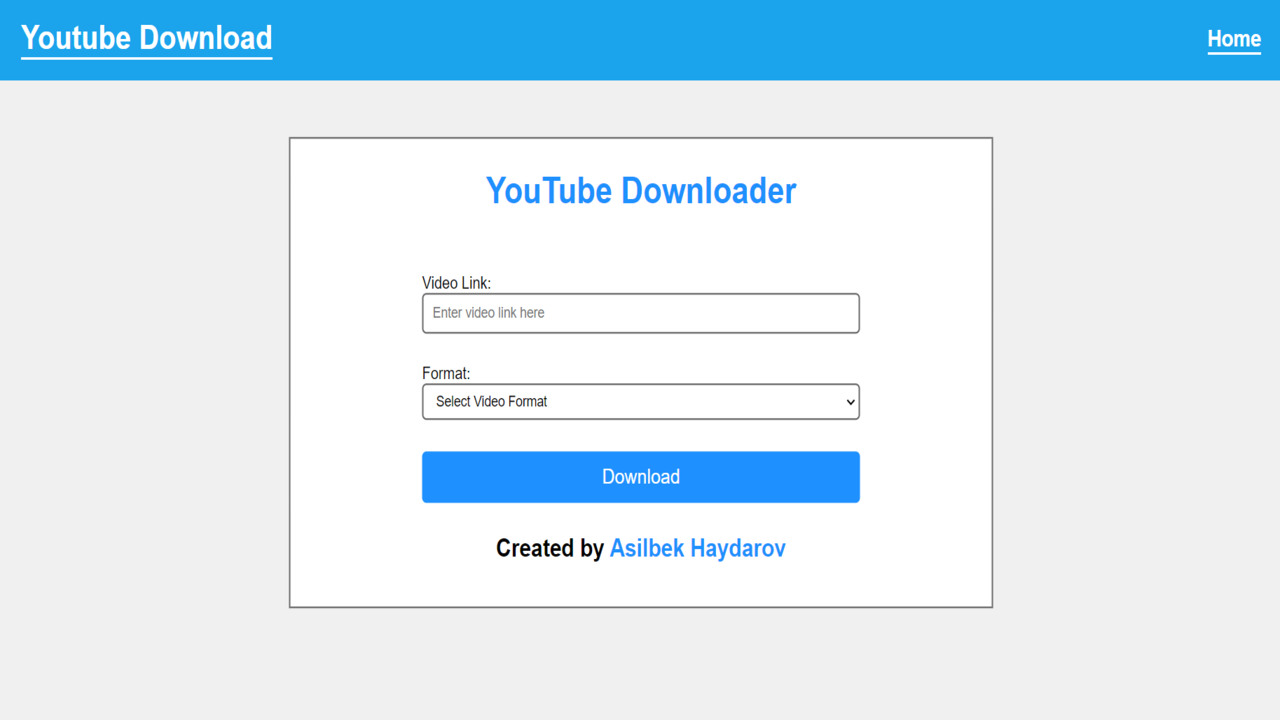 Youtube Download
Home
YouTube Downloader
Video Link:
Enter video link here
Format:
Select Video Format
Download
Created by Asilbek Haydarov